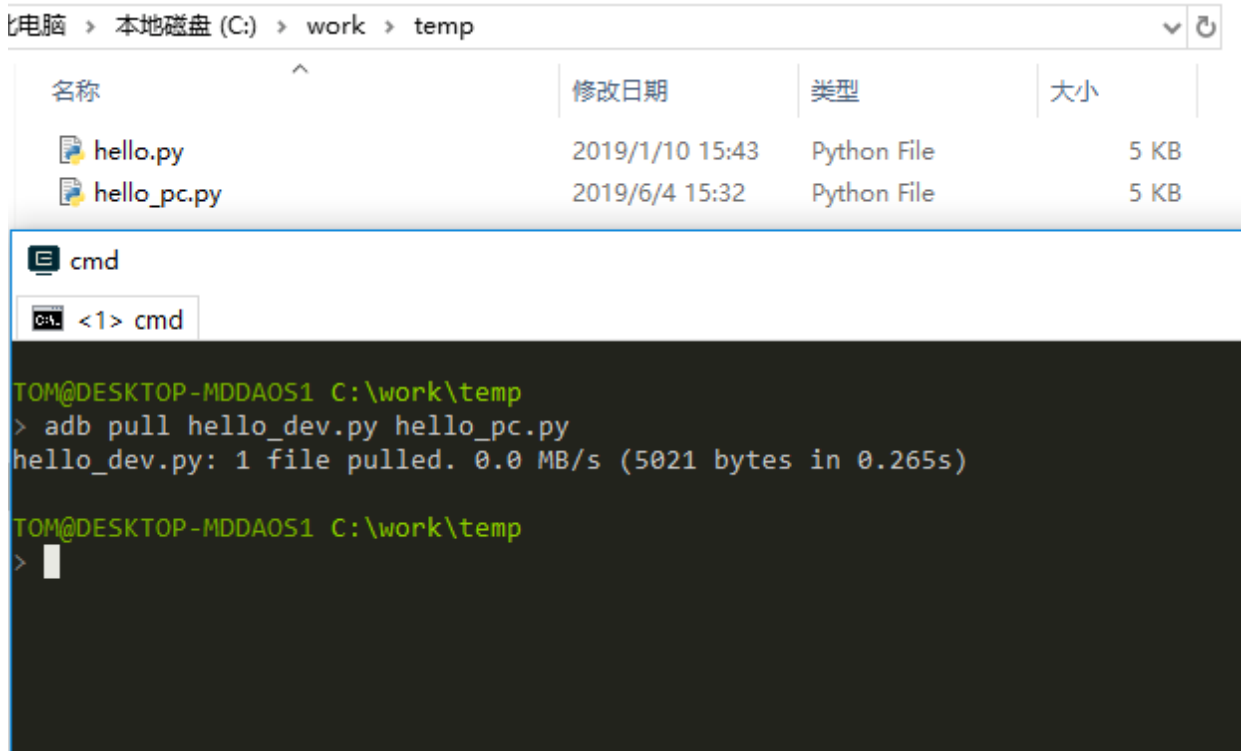 电脑 > 本地磁盘 (C:) > work > temp
名称 修改日期 类型 大小
hello.py 2019/1/10 15:43 Python File 5 KB
hello_pc.py 2019/6/4 15:32 Python File 5 KB
cmd
<1> cmd
TOM@DESKTOP-MDDAOS1 C:\work\temp
> adb pull hello_dev.py hello_pc.py
hello_dev.py: 1 file pulled. 0.0 MB/s (5021 bytes in 0.265s)
TOM@DESKTOP-MDDAOS1 C:\work\temp
>